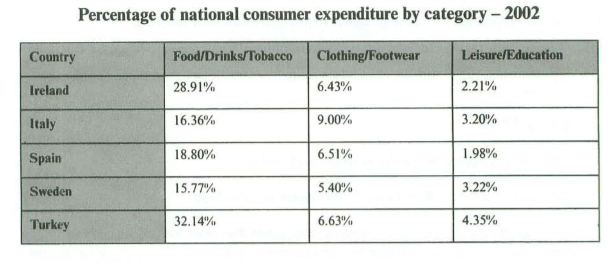 Percentage of national consumer expenditure by category – 2002
Country Food/Drinks/Tobacco Clothing/Footwear Leisure/Education
Ireland 28.91% 6.43% 2.21%
Italy 16.36% 9.00% 3.20%
Spain 18.80% 6.51% 1.98%
Sweden 15.77% 5.40% 3.22%
Turkey 32.14% 6.63% 4.35%